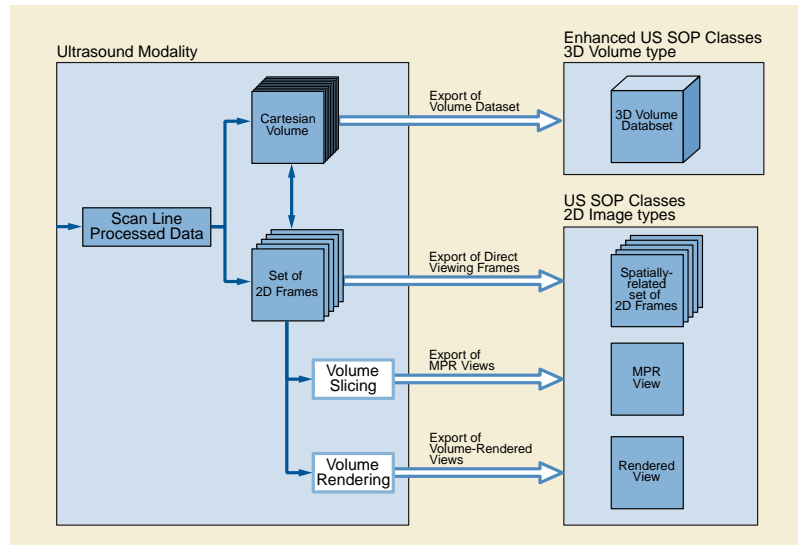 Ultrasound Modality
Enhanced US SOP Classes
3D Volume type
Cartesian
Volume
Export of
Volume Dataset
3D Volume
Databset
Scan Line
Processed Data
US SOP Classes
2D Image types
Set of
2D Frames
Export of Direct
Viewing Frames
Spatially-
related
set of
2D Frames
Volume
Slicing
Export of
MPR Views
MPR
View
Volume
Rendering
Export of
Volume-Rendered
Views
Rendered
View